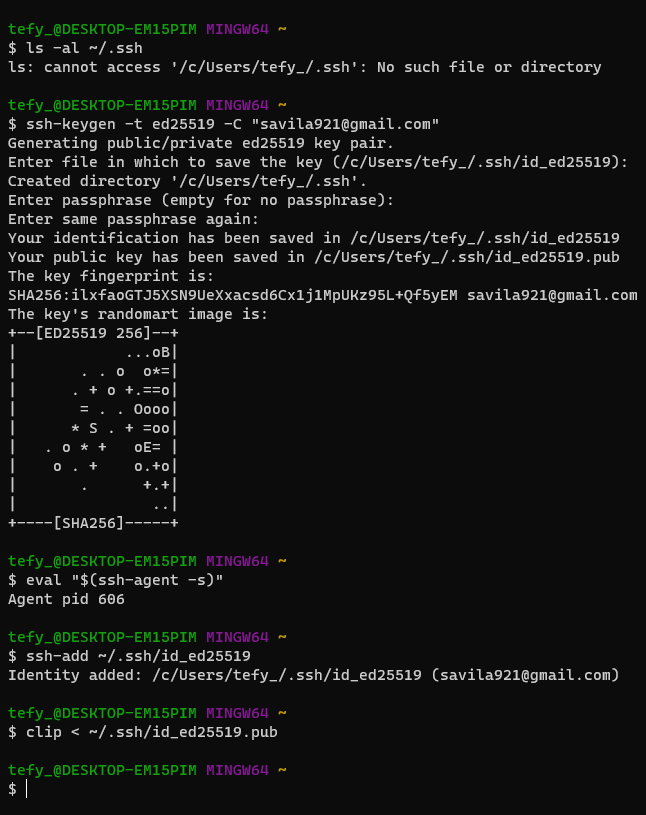 tefy_@DESKTOP-EM15PIM MINGW64 ~
$ ls -al ~/.ssh
ls: cannot access '/c/Users/tefy_/.ssh': No such file or directory

tefy_@DESKTOP-EM15PIM MINGW64 ~
$ ssh-keygen -t ed25519 -C "savila921@gmail.com"
Generating public/private ed25519 key pair.
Enter file in which to save the key (/c/Users/tefy_/.ssh/id_ed25519):
Created directory '/c/Users/tefy_/.ssh'.
Enter passphrase (empty for no passphrase):
Enter same passphrase again:
Your identification has been saved in /c/Users/tefy_/.ssh/id_ed25519
Your public key has been saved in /c/Users/tefy_/.ssh/id_ed25519.pub
The key fingerprint is:
SHA256:ilxfaoGTJ5XSN9UeXxacsd6Cx1j1MpUKz95L+Qf5yEM savila921@gmail.com
The key's randomart image is:
+--[ED25519 256]--+
|            ...oB|
|       . . o  o*=|
|      . + o +.==o|
|       = . . Oooo|
|      * S . + =oo|
|   . o * +   oE= |
|    o . +    o.+o|
|       .      +.+|
|               ..|
+----[SHA256]-----+

tefy_@DESKTOP-EM15PIM MINGW64 ~
$ eval "$(ssh-agent -s)"
Agent pid 606

tefy_@DESKTOP-EM15PIM MINGW64 ~
$ ssh-add ~/.ssh/id_ed25519
Identity added: /c/Users/tefy_/.ssh/id_ed25519 (savila921@gmail.com)

tefy_@DESKTOP-EM15PIM MINGW64 ~
$ clip < ~/.ssh/id_ed25519.pub

tefy_@DESKTOP-EM15PIM MINGW64 ~
$